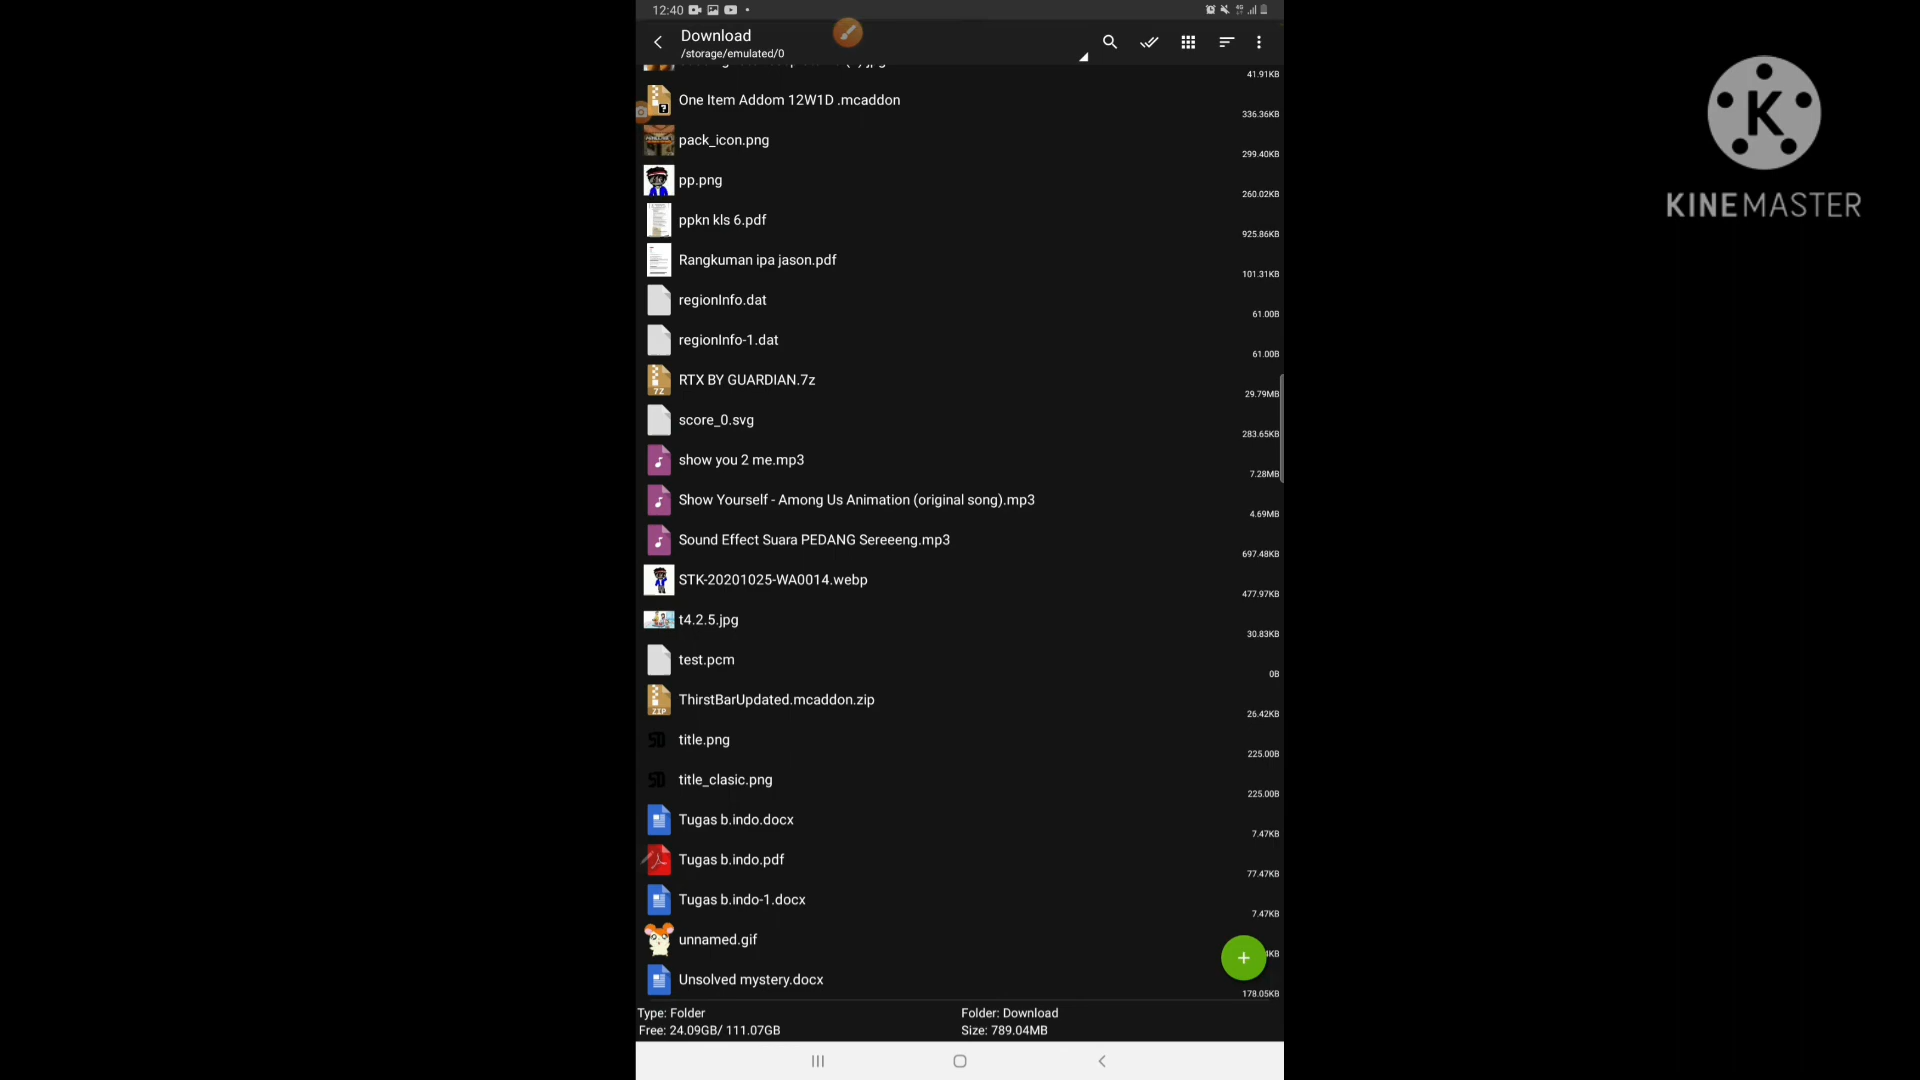 12:40
Download
/storage/emulated/0
41.91KB
One Item Addom 12W1D .mcaddon
336.36KB
pack_icon.png
299.40KB
pp.png
260.02KB
ppkn kls 6.pdf
925.86KB
Rangkuman ipa jason.pdf
101.31KB
regionInfo.dat
61.00B
regionInfo-1.dat
61.00B
7Z
RTX BY GUARDIAN.7z
29.79MB
score_0.svg
283.65KB
show you 2 me.mp3
7.28MB
Show Yourself - Among Us Animation (original song).mp3
4.69MB
Sound Effect Suara PEDANG Sereeeng.mp3
697.48KB
STK-20201025-WA0014.webp
477.97KB
t4.2.5.jpg
30.83KB
test.pcm
0B
ZIP
ThirstBarUpdated.mcaddon.zip
26.42KB
title.png
225.00B
title_clasic.png
225.00B
Tugas b.indo.docx
7.47KB
Tugas b.indo.pdf
77.47KB
Tugas b.indo-1.docx
7.47KB
unnamed.gif
Unsolved mystery.docx
178.05KB
Type: Folder
Free: 24.09GB/ 111.07GB
Folder: Download
Size: 789.04MB
K
KINEMASTER